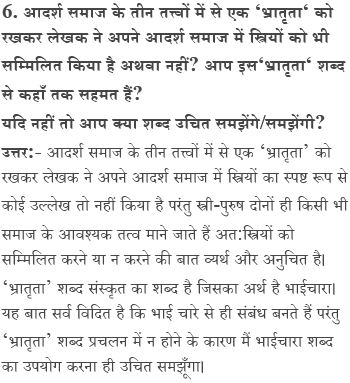 6. आदर्श समाज के तीन तत्त्वों में से एक ‘भ्रातृता‘ को
रखकर लेखक ने अपने आदर्श समाज में स्त्रियों को भी
सम्मिलित किया है अथवा नहीं? आप इस‘भ्रातृता‘ शब्द
से कहाँ तक सहमत हैं?
यदि नहीं तो आप क्या शब्द उचित समझेंगे/समझेंगी?
उत्तर:- आदर्श समाज के तीन तत्त्वों में से एक ‘भ्रातृता’ को
रखकर लेखक ने अपने आदर्श समाज में स्त्रियों का स्पष्ट रूप से
कोई उल्लेख तो नहीं किया है परंतु स्त्री-पुरुष दोनों ही किसी भी
समाज के आवश्यक तत्व माने जाते हैं अत:स्त्रियों को
सम्मिलित करने या न करने की बात व्यर्थ और अनुचित है।
‘भ्रातृता’ शब्द संस्कृत का शब्द है जिसका अर्थ है भाईचारा।
यह बात सर्व विदित है कि भाई चारे से ही संबंध बनते हैं परंतु
‘भ्रातृता’ शब्द प्रचलन में न होने के कारण मैं भाईचारा शब्द
का उपयोग करना ही उचित समझूँगा।